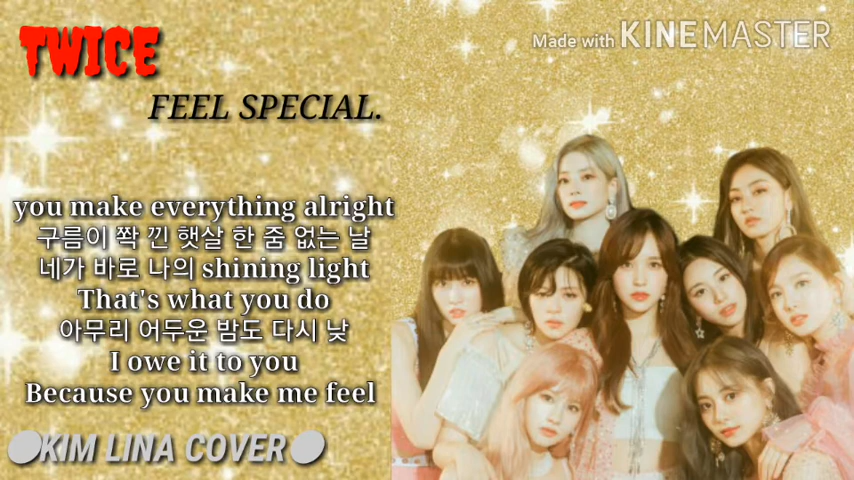 TWICE
Made with KINEMASTER
FEEL SPECIAL.
you make everything alright
구름이 쫙 낀 햇살 한 줌 없는 날
네가 바로 나의 shining light
That's what you do
아무리 어두운 밤도 다시 낮
I owe it to you
Because you make me feel
KIM LINA COVER